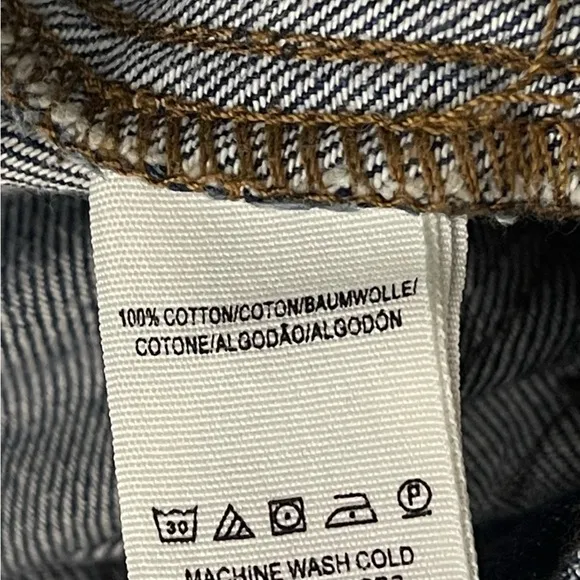 100% COTTON/COTON/BAUMWOLLE/
COTONE/ALGODÃO/ALGODÓN
30 P
MACHINE WASH COLD